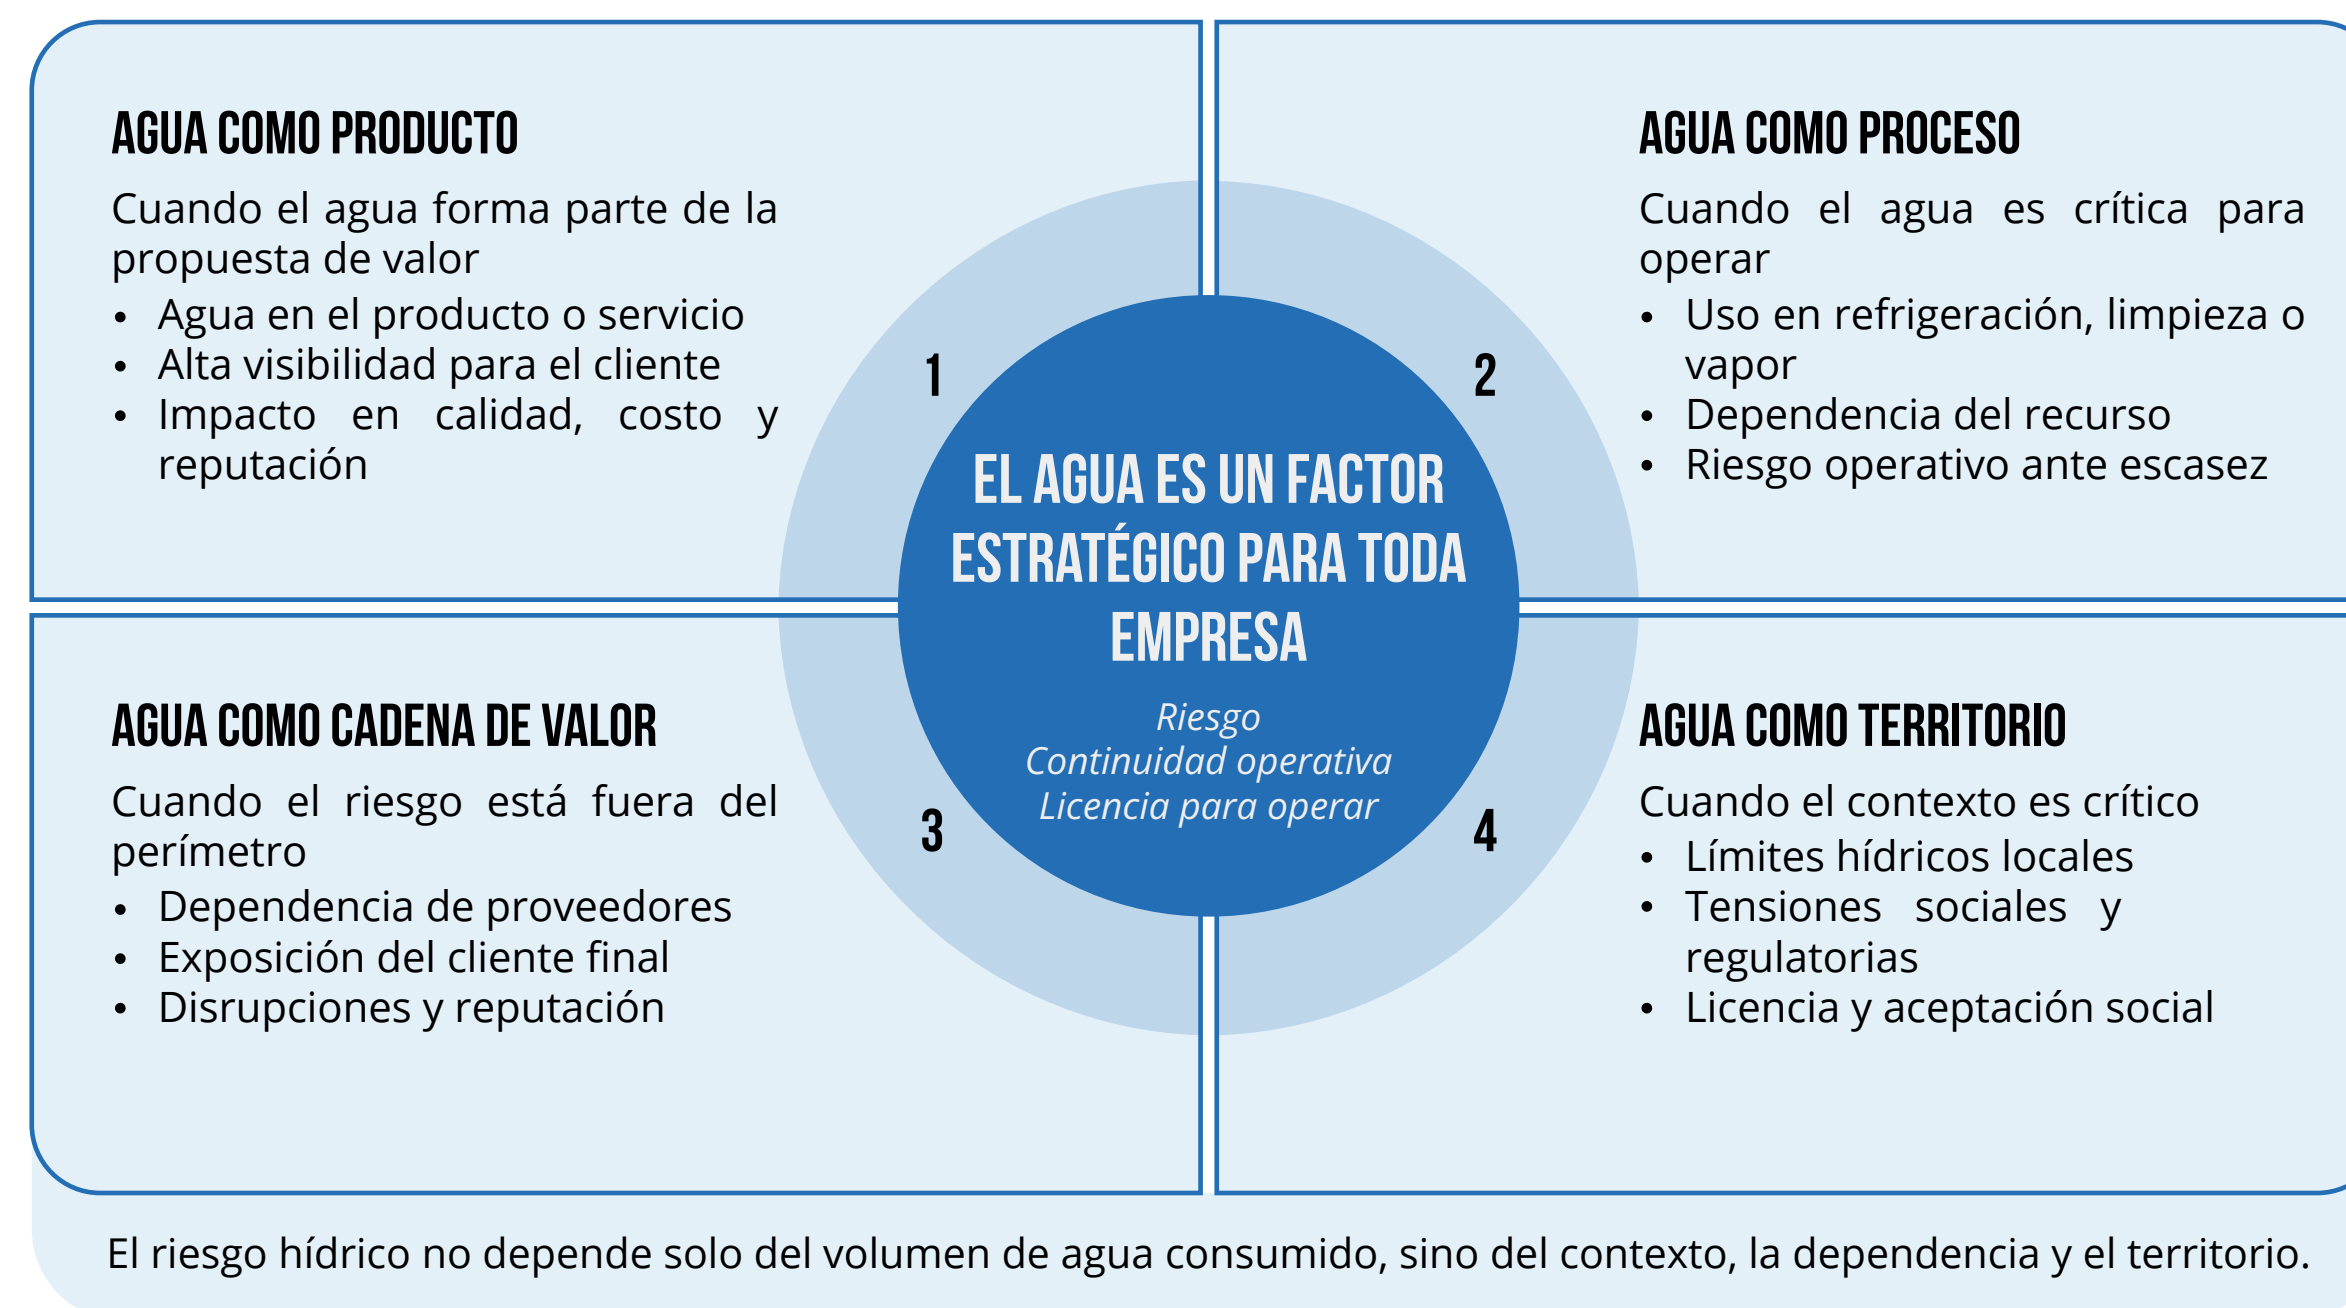 AGUA COMO PRODUCTO
Cuando el agua forma parte de la
propuesta de valor
• Agua en el producto o servicio
• Alta visibilidad para el cliente
• Impacto en calidad, costo y
reputación
1
AGUA COMO PROCESO
Cuando el agua es crítica para
operar
• Uso en refrigeración, limpieza o
vapor
• Dependencia del recurso
• Riesgo operativo ante escasez
2
EL AGUA ES UN FACTOR
ESTRATÉGICO PARA TODA
EMPRESA
Riesgo
Continuidad operativa
Licencia para operar
AGUA COMO CADENA DE VALOR
Cuando el riesgo está fuera del
perímetro
• Dependencia de proveedores
• Exposición del cliente final
• Disrupciones y reputación
3
AGUA COMO TERRITORIO
Cuando el contexto es crítico
• Límites hídricos locales
• Tensiones sociales y
regulatorias
• Licencia y aceptación social
4
El riesgo hídrico no depende solo del volumen de agua consumido, sino del contexto, la dependencia y el territorio.